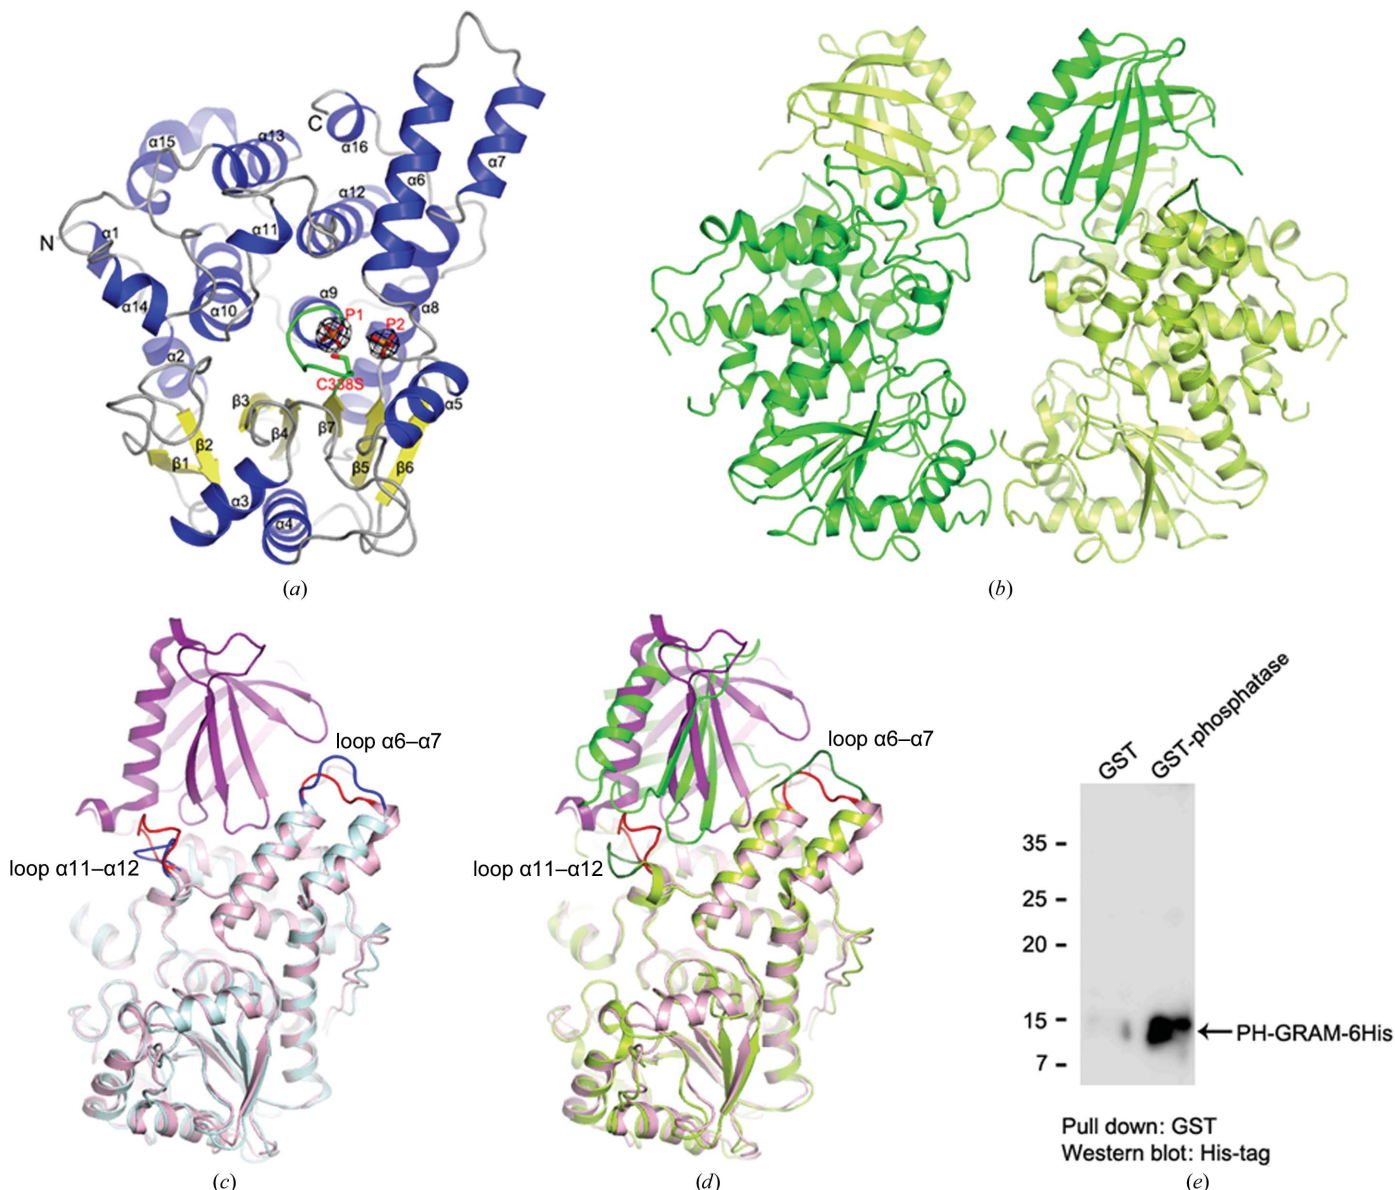 C
α15
α13
α16
α7
α6
α12
N
α1
α11
α14
α10
α9
α8
P1
P2
α2
C338S
α5
β3
β4
β7
β2
β1
β5
β6
α3
α4
(a)
(b)
loop α6–α7
loop α11–α12
(c)
loop α6–α7
loop α11–α12
(d)
GST
GST-phosphatase
35
25
20
15
7
PH-GRAM-6His
Pull down: GST
Western blot: His-tag
(e)